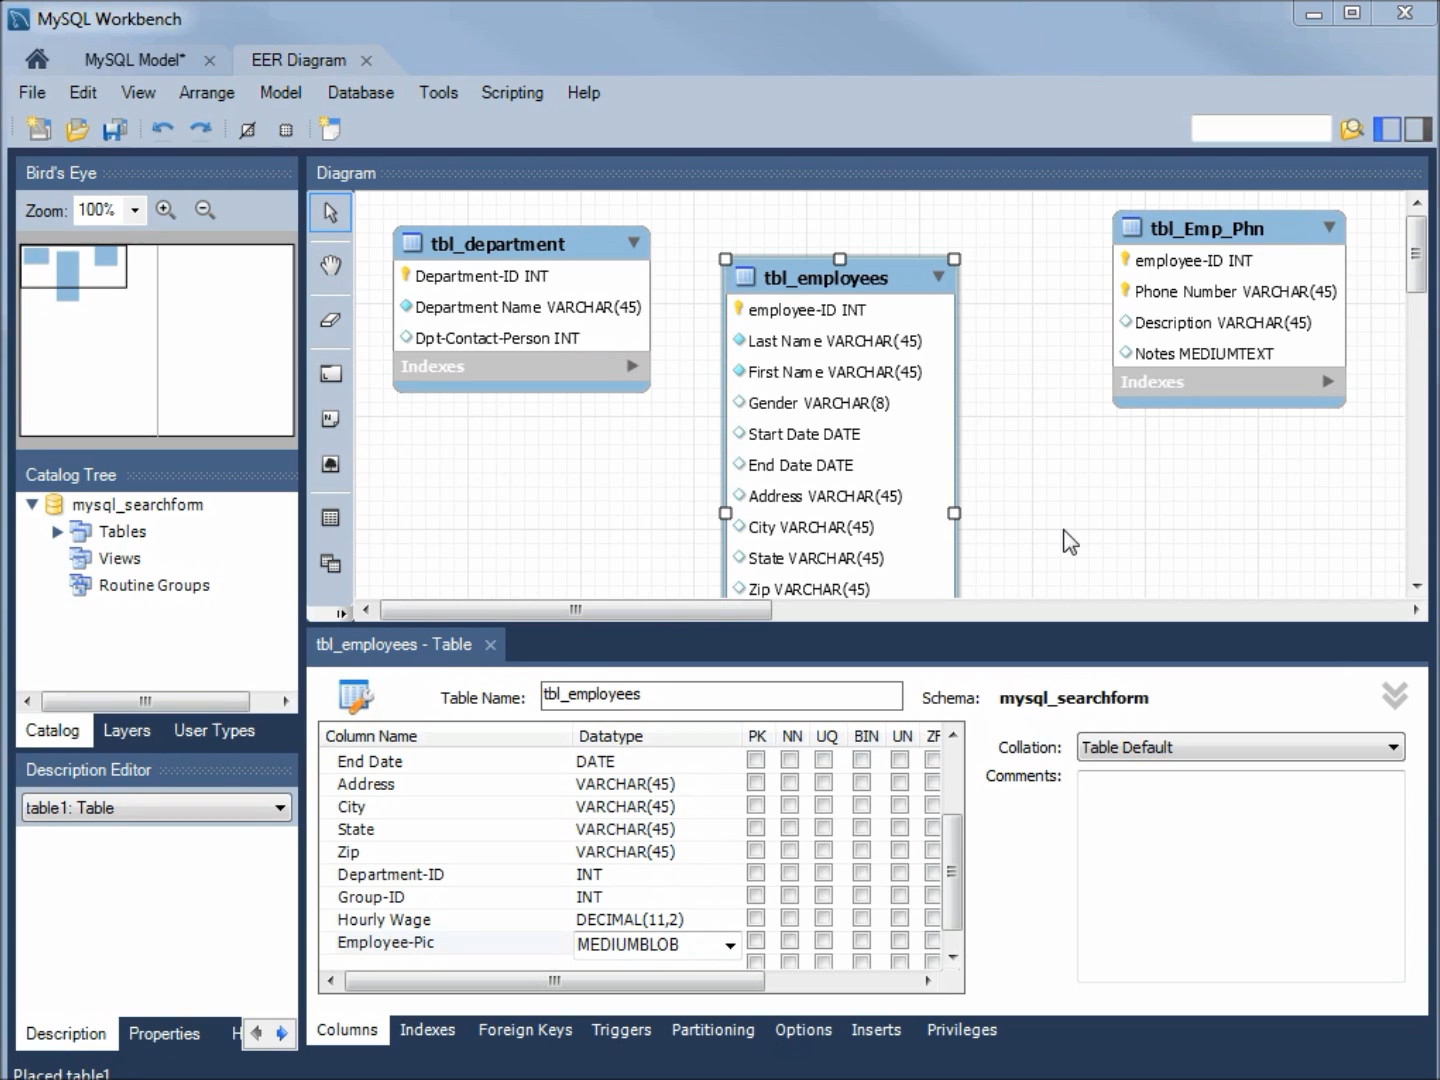 MySQL Workbench
MySQL Model*
EER Diagram
File Edit View Arrange Model Database Tools Scripting Help
Bird's Eye
Zoom: 100%
Diagram
tbl_department
Department-ID INT
Department Name VARCHAR(45)
Dpt-Contact-Person INT
Indexes
tbl_employees
employee-ID INT
Last Name VARCHAR(45)
First Name VARCHAR(45)
Gender VARCHAR(8)
Start Date DATE
End Date DATE
Address VARCHAR(45)
City VARCHAR(45)
State VARCHAR(45)
Zip VARCHAR(45)
tbl_Emp_Phn
employee-ID INT
Phone Number VARCHAR(45)
Description VARCHAR(45)
Notes MEDIUMTEXT
Indexes
Catalog Tree
mysql_searchform
Tables
Views
Routine Groups
Catalog Layers User Types
Description Editor
table1: Table
Description Properties H
Placed table1
tbl_employees - Table
Table Name: tbl_employees
Schema: mysql_searchform
Column Name Datatype PK NN UQ BIN UN ZF
End Date DATE
Address VARCHAR(45)
City VARCHAR(45)
State VARCHAR(45)
Zip VARCHAR(45)
Department-ID INT
Group-ID INT
Hourly Wage DECIMAL(11,2)
Employee-Pic MEDIUMBLOB
Collation: Table Default
Comments:
Columns Indexes Foreign Keys Triggers Partitioning Options Inserts Privileges